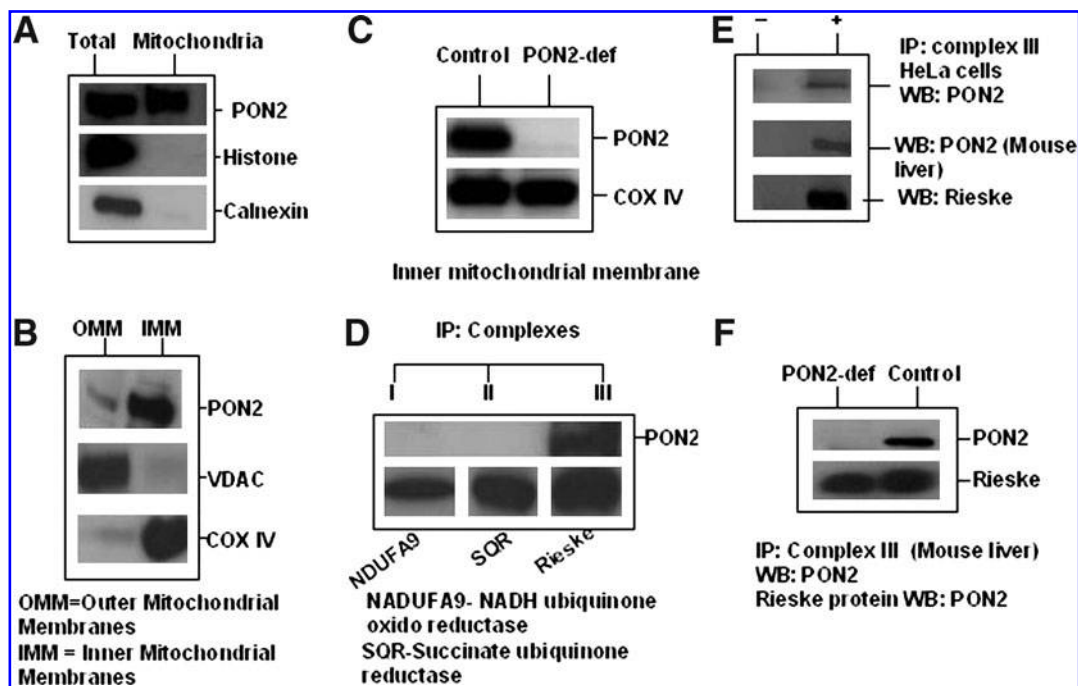 A
Total Mitochondria
PON2
Histone
Calnexin
B
OMM IMM
PON2
VDAC
COX IV
OMM=Outer Mitochondrial
Membranes
IMM = Inner Mitochondrial
Membranes
C
Control PON2-def
PON2
COX IV
Inner mitochondrial membrane
D
IP: Complexes
I II III
PON2
NDUFA9 SQR Rieske
NADUFA9- NADH ubiquinone
oxido reductase
SQR-Succinate ubiquinone
reductase
E
– +
IP: complex III
HeLa cells
WB: PON2
WB: PON2 (Mouse
liver)
WB: Rieske
F
PON2-def Control
PON2
Rieske
IP: Complex III (Mouse liver)
WB: PON2
Rieske protein WB: PON2